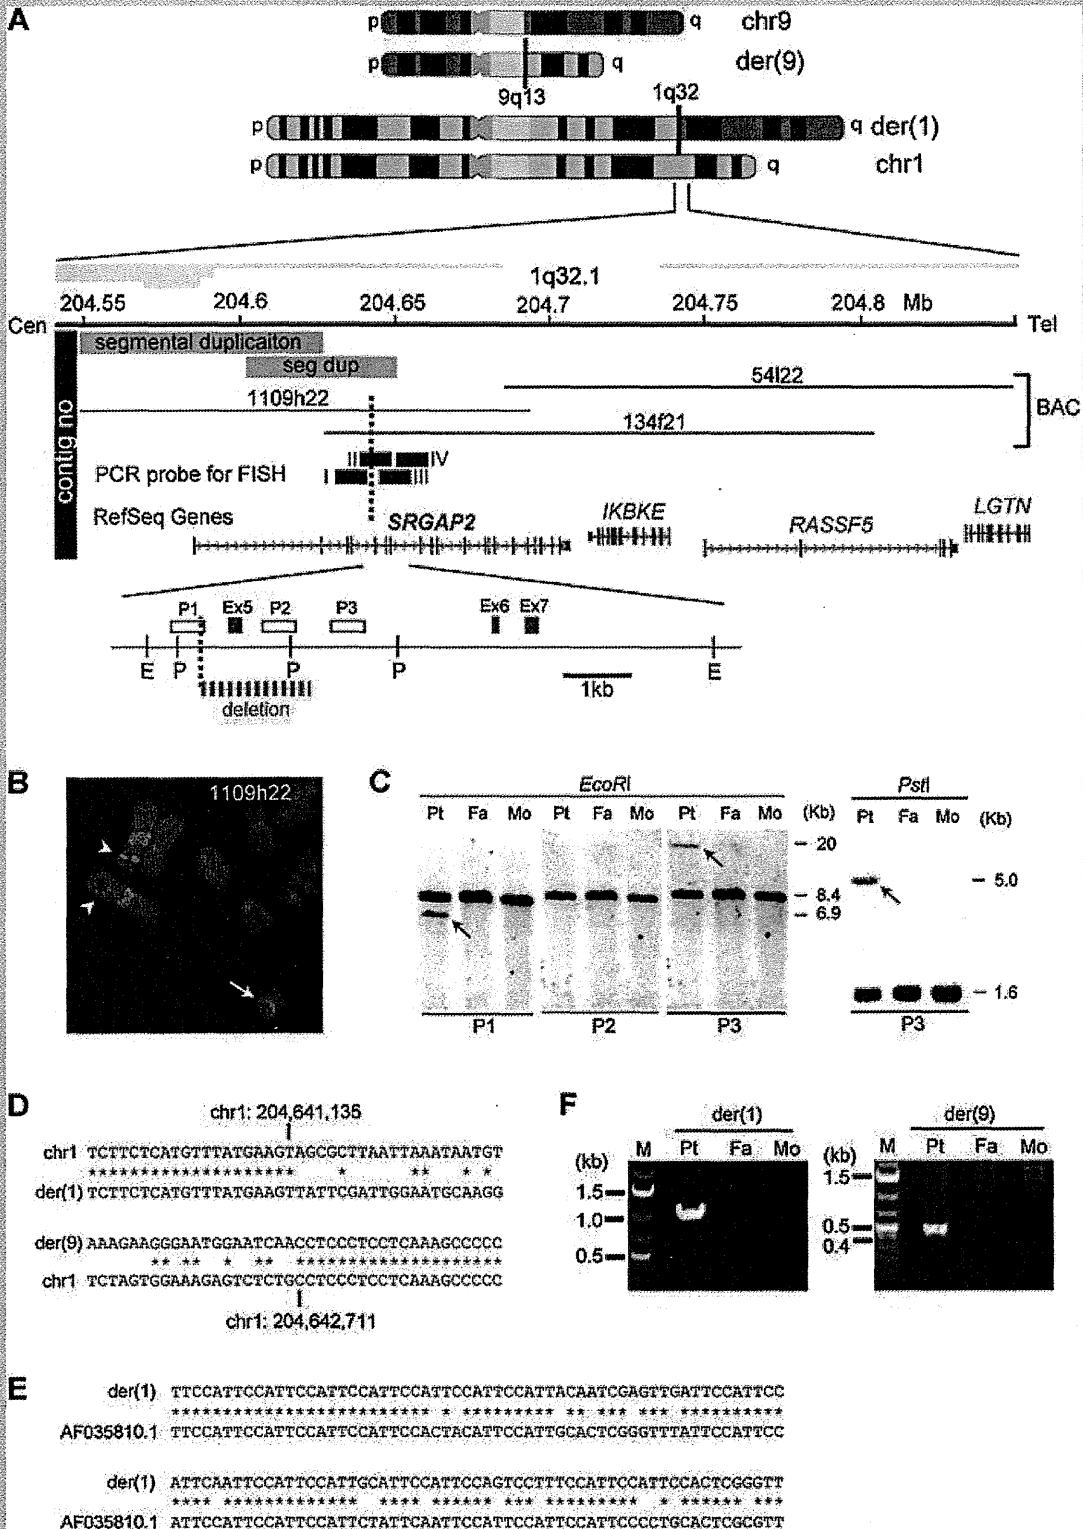 A
p q chr9
p q der(9)
9q13 1q32
p q der(1)
p q chr1
1q32.1
204.55 204.6 204.65 204.7 204.75 204.8 Mb
Cen Tel
segmental duplicaiton
seg dup
54l22
1109h22
BAC
134f21
contig no
II IV
PCR probe for FISH I III
RefSeq Genes SRGAP2 IKBKE RASSF5 LGTN
P1 Ex5 P2 P3 Ex6 Ex7
E P P P E
deletion
1kb
B
1109h22
C
EcoRI PstI
Pt Fa Mo Pt Fa Mo Pt Fa Mo (Kb) Pt Fa Mo (Kb)
20
8.4
6.9
5.0
1.6
P1 P2 P3 P3
D
chr1: 204,641,135
chr1 TCTTCTCATGTTTATGAAGTAGCGCTTAATTAAATAATGT
der(1) TCTTCTCATGTTTATGAAGTTATTCGATTGGAATGCAAGG
der(9) AAAGAAGGGAATGGAATCAACCTCCCTCCTCAAAGCCCCC
chr1 TCTAGTGGAAAGAGTCTCTGCCTCCCTCCTCAAAGCCCCC
chr1: 204,642,711
F
der(1) der(9)
M Pt Fa Mo M Pt Fa Mo
(kb) (kb)
1.5 1.5
1.0
0.5 0.5
0.4
E
der(1) TTCCATTCCATTCCATTCCATTCCATTCCATTCCATTACAATCGAGTTGATTCCATTCC
AF035810.1 TTCCATTCCATTCCATTCCATTCCACTACATTCCATTGCACTCGGGTTTATTCCATTCC
der(1) ATTCAATTCCATTCCATTGCATTCCATTCCAGTCCTTTCCATTCCATTCCACTCGGGTT
AF035810.1 ATTCCATTCCATTCCATTCTATTCAATTCCATTCCATTCCATTCCCCTGCACTCGCGTT